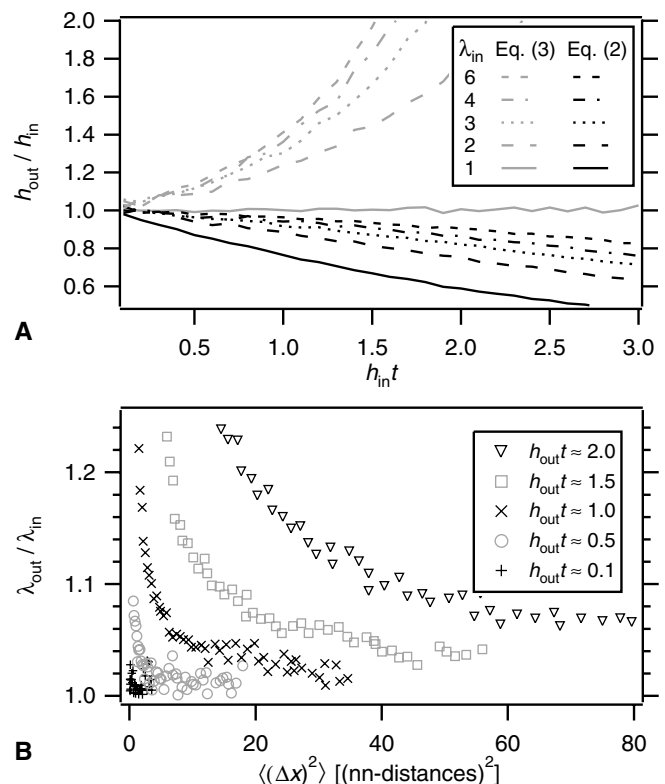 2.0
1.8
1.6
1.4
1.2
1.0
0.8
0.6
h_out / h_in
λ_in Eq. (3) Eq. (2)
6
4
3
2
1
A
0.5 1.0 1.5 2.0 2.5 3.0
h_in t
1.2
1.1
1.0
λ_out / λ_in
h_out t ≈ 2.0
h_out t ≈ 1.5
h_out t ≈ 1.0
h_out t ≈ 0.5
h_out t ≈ 0.1
0 20 40 60 80
B
⟨(Δx)²⟩ [(nn-distances)²]